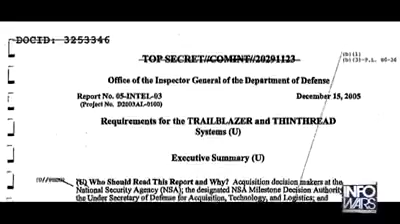 DOCID: 3253346
TOP SECRET//COMINT//20291123
(b)(1)
Office of the Inspector General of the Department of Defense
Report No. 05-INTEL-03
December 15, 2005
(Project No. D2003AL-0100)
Requirements for the TRAILBLAZER and THINTHREAD
Systems (U)
Executive Summary (U)
(U) Who Should Read This Report and Why? Acquisition decision makers at the
National Security Agency (NSA); the designated NSA Milestone Decision Authority
the Under Secretary of Defense for Acquisition, Technology, and Logistics; and
INFO
WARS